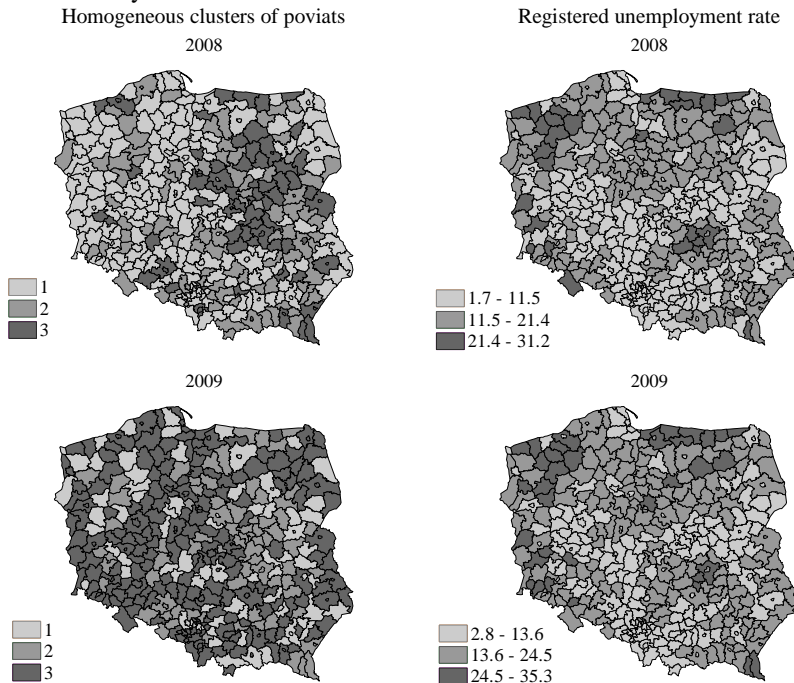 Homogeneous clusters of poviats
Registered unemployment rate
2008
2008
1
2
3
1.7 - 11.5
11.5 - 21.4
21.4 - 31.2
2009
2009
1
2
3
2.8 - 13.6
13.6 - 24.5
24.5 - 35.3